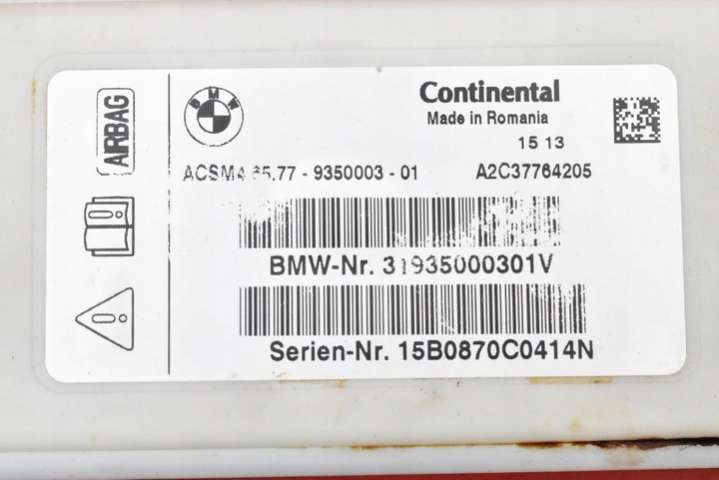 AIRBAG
BMW
Continental
Made in Romania
15 13
ACSM4 65.77 - 9350003 - 01
A2C37764205
BMW-Nr. 31935000301V
Serien-Nr. 15B0870C0414N